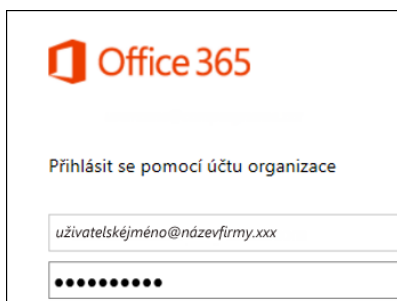 Office 365
Přihlásit se pomocí účtu organizace
uživatelskéjméno@názevfirmy.xxx
••••••••••